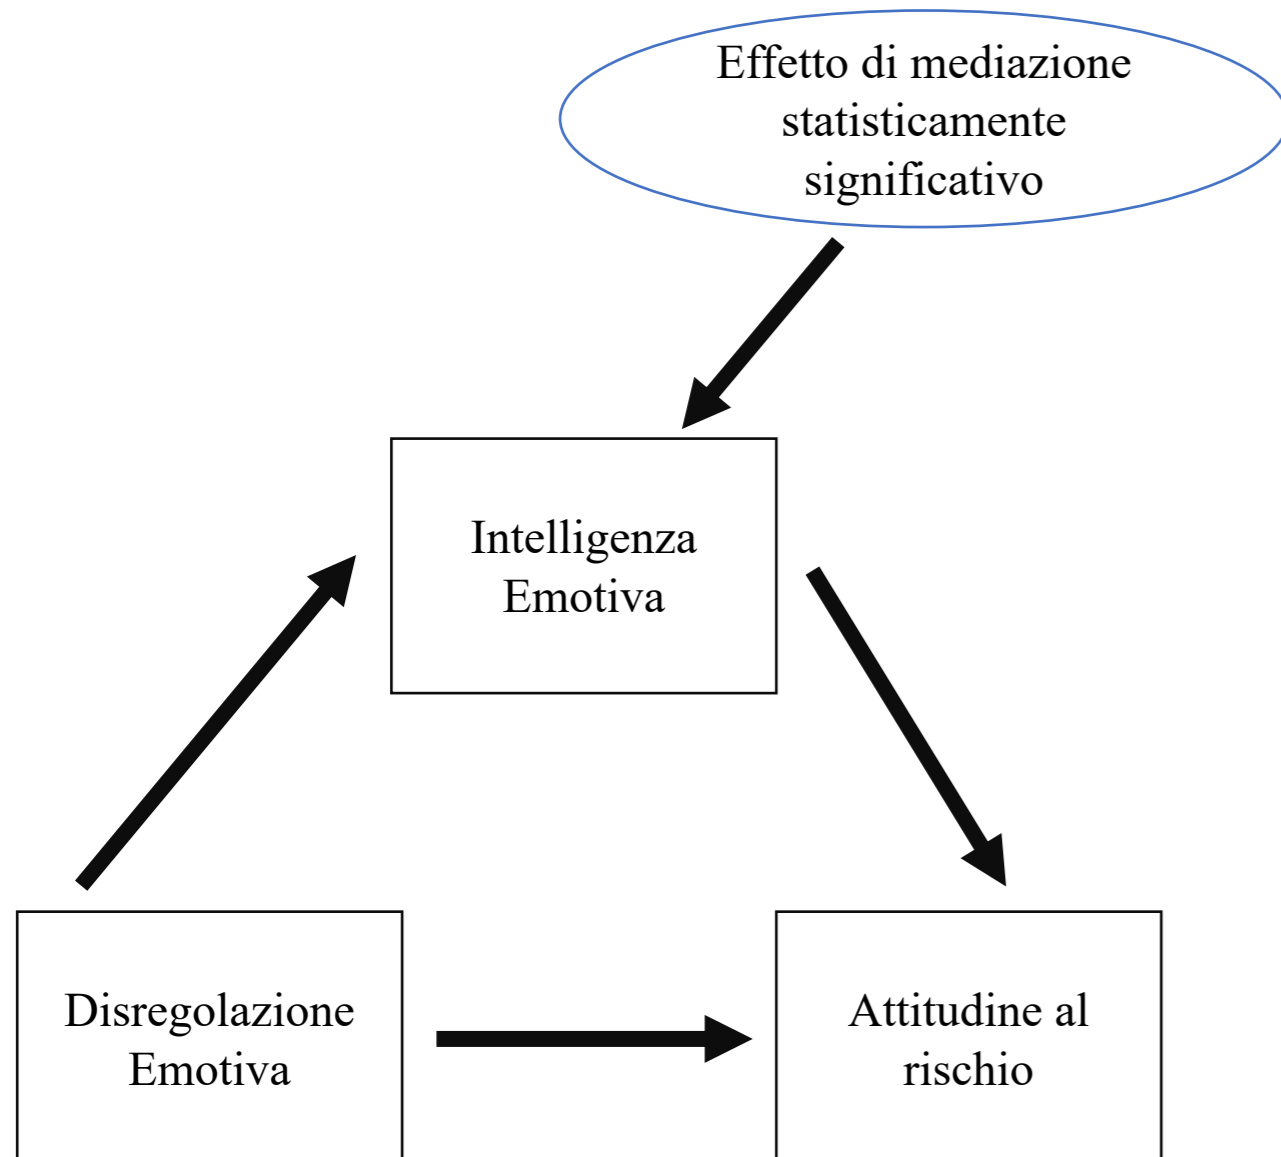 Effetto di mediazione
statisticamente
significativo
Intelligenza
Emotiva
Disregolazione
Emotiva
Attitudine al
rischio